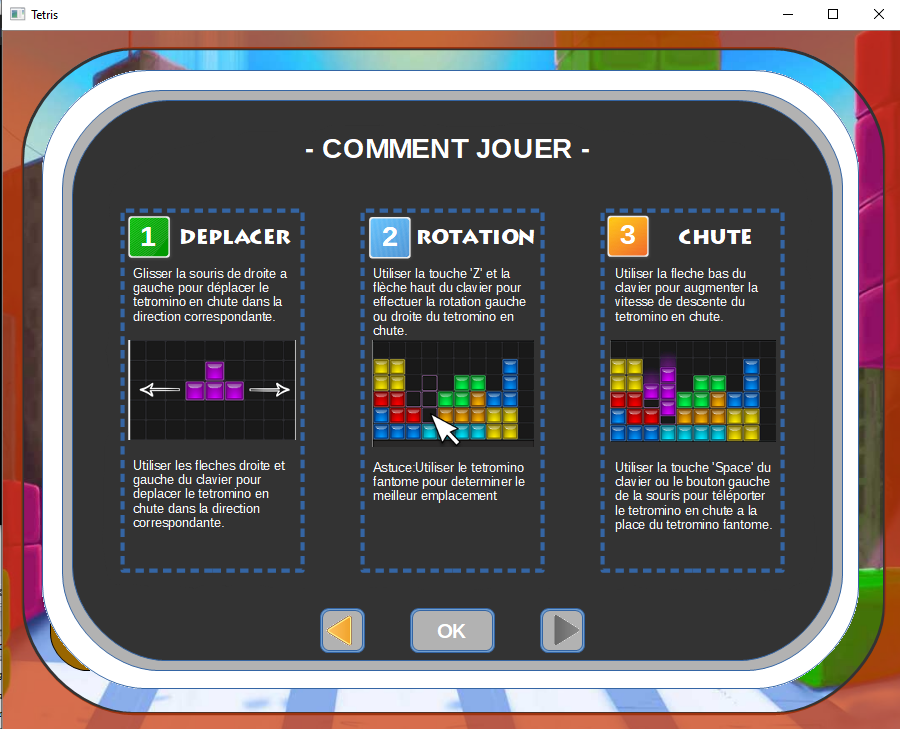 Tetris
- COMMENT JOUER -
1 DEPLACER
Glisser la souris de droite a
gauche pour déplacer le
tetromino en chute dans la
direction correspondante.
Utiliser les fleches droite et
gauche du clavier pour
deplacer le tetromino en
chute dans la direction
correspondante.
2 ROTATION
Utiliser la touche 'Z' et la
flèche haut du clavier pour
effectuer la rotation gauche
ou droite du tetromino en
chute.
Astuce:Utiliser le tetromino
fantome pour determiner le
meilleur emplacement
3 CHUTE
Utiliser la fleche bas du
clavier pour augmenter la
vitesse de descente du
tetromino en chute.
Utiliser la touche 'Space' du
clavier ou le bouton gauche
de la souris pour téléporter
le tetromino en chute a la
place du tetromino fantome.
OK